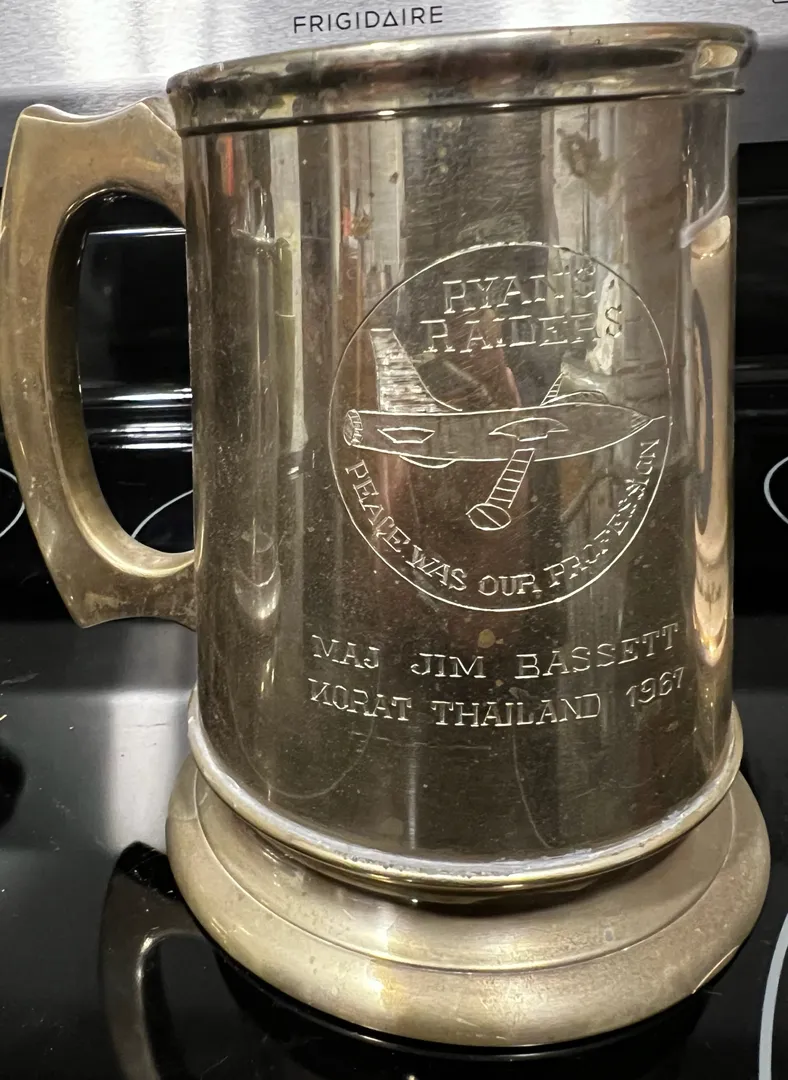 FRIGIDAIRE
RYAN'S
RAIDERS
PEACE WAS OUR PROFESSION
MAJ JIM BASSETT
KORAT THAILAND 1967